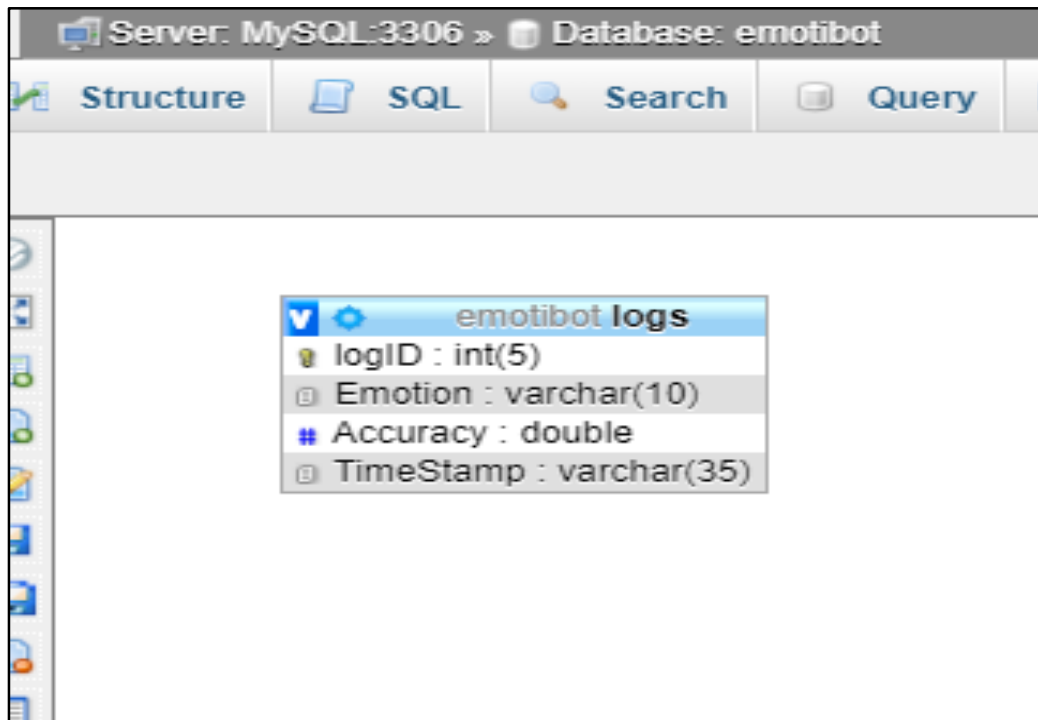 Server: MySQL:3306 » Database: emotibot
Structure SQL Search Query
v emotibot logs
logID : int(5)
Emotion : varchar(10)
# Accuracy : double
TimeStamp : varchar(35)